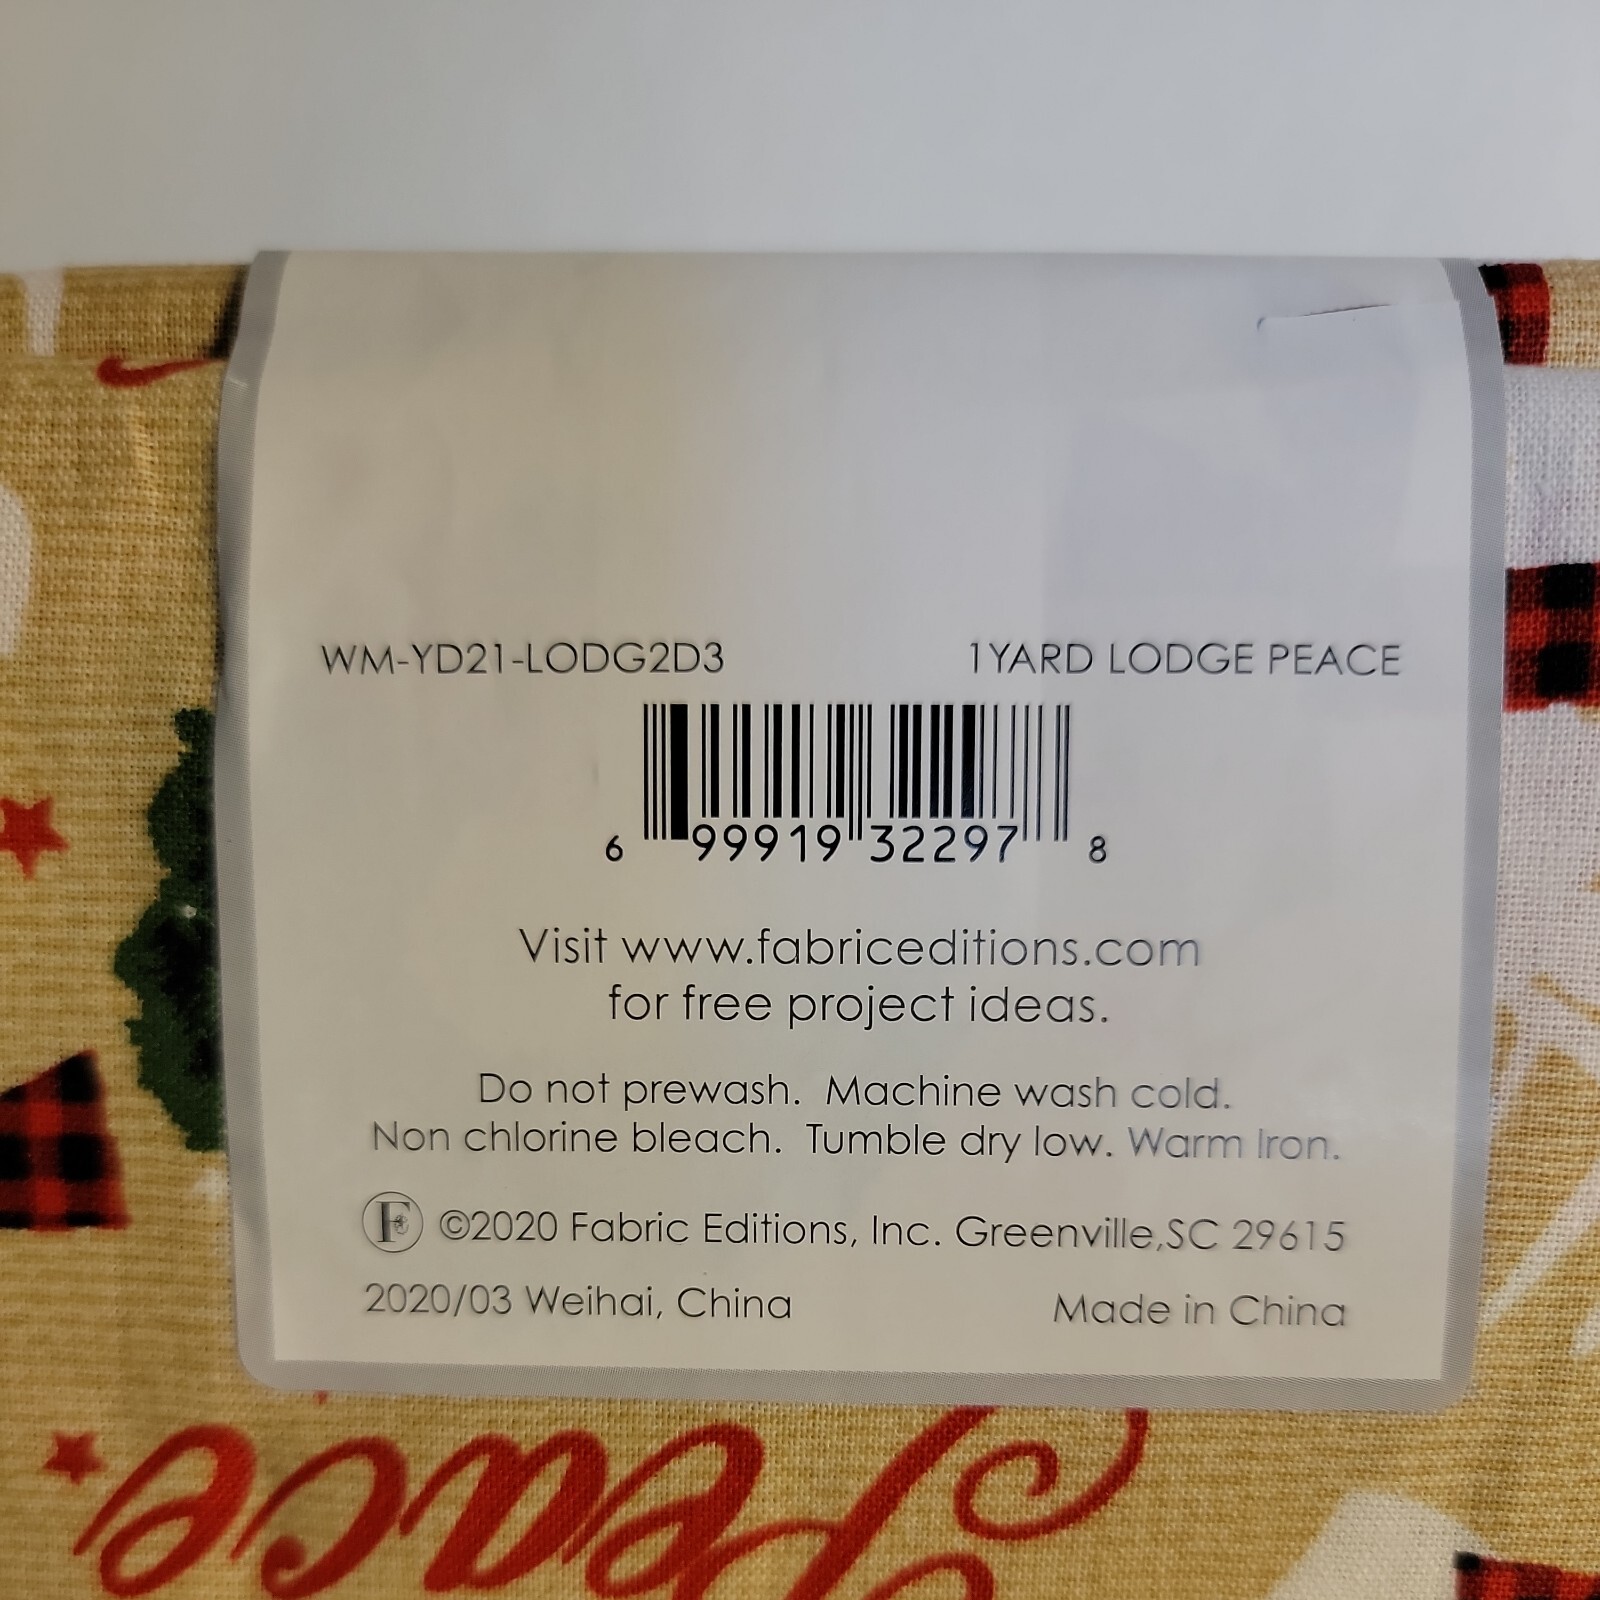 WM-YD21-LODG2D3 1YARD LODGE PEACE
6 99919 32297 8
Visit www.fabriceditions.com
for free project ideas.
Do not prewash. Machine wash cold.
Non chlorine bleach. Tumble dry low. Warm Iron.
F ©2020 Fabric Editions, Inc. Greenville,SC 29615
2020/03 Weihai, China Made in China
Peace